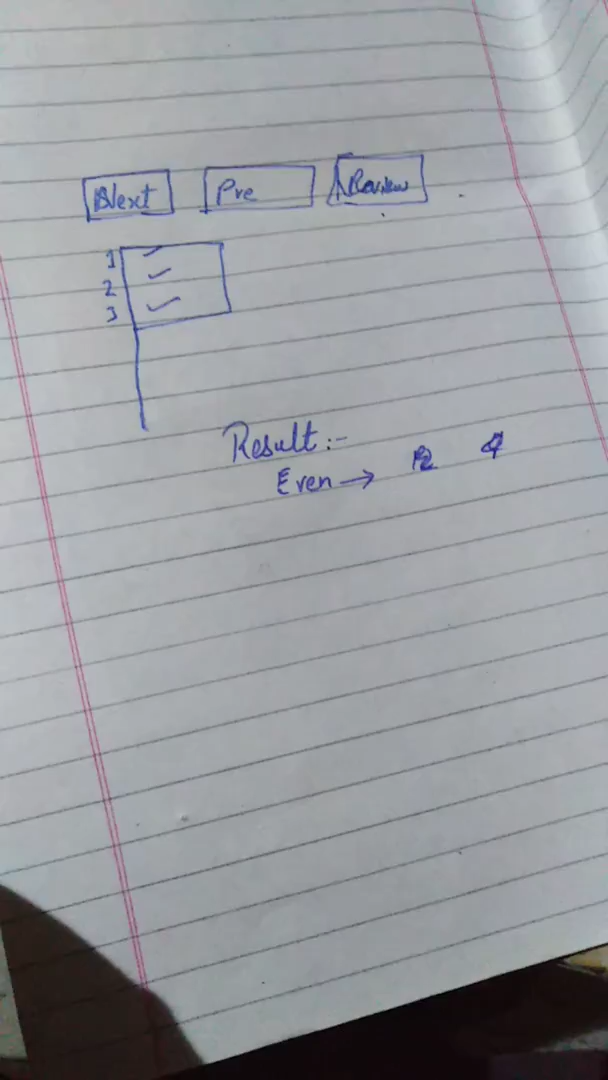 Next Pre Review
1 ✓
2 ✓
3 ✓
Result :-
Even → 2 4